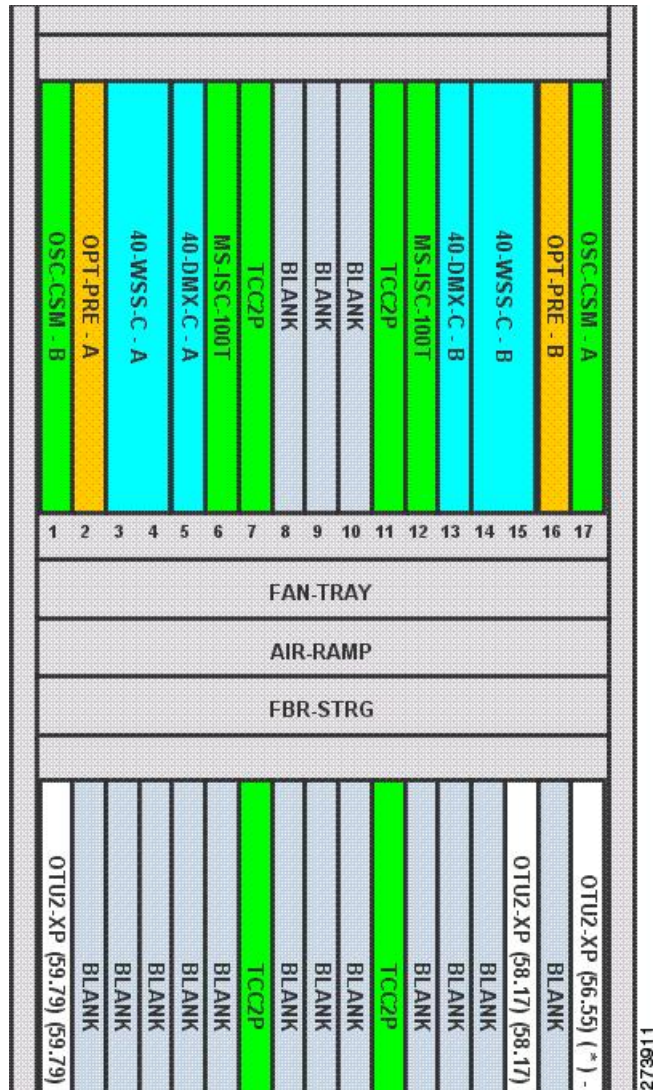 OSC-CSM - B
OPT-PRE - A
40-WSS-C - A
40-DMX-C - A
MS-ISC-100T
TCC2P
BLANK
BLANK
BLANK
TCC2P
MS-ISC-100T
40-DMX-C - B
40-WSS-C - B
OPT-PRE - B
OSC-CSM - A
1 2 3 4 5 6 7 8 9 10 11 12 13 14 15 16 17
FAN-TRAY
AIR-RAMP
FBR-STRG
OTU2-XP (59.79) (59.79)
BLANK
BLANK
BLANK
BLANK
BLANK
TCC2P
BLANK
BLANK
BLANK
TCC2P
BLANK
BLANK
BLANK
OTU2-XP (58.17) (58.17)
BLANK
OTU2-XP (56.55) ( * ) -
273911